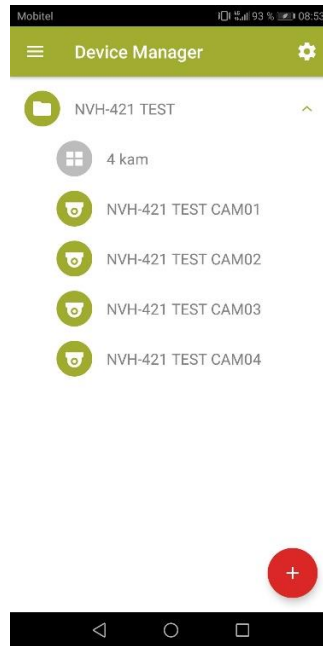 Mobitel 93 % 08:53
Device Manager
NVH-421 TEST
4 kam
NVH-421 TEST CAM01
NVH-421 TEST CAM02
NVH-421 TEST CAM03
NVH-421 TEST CAM04